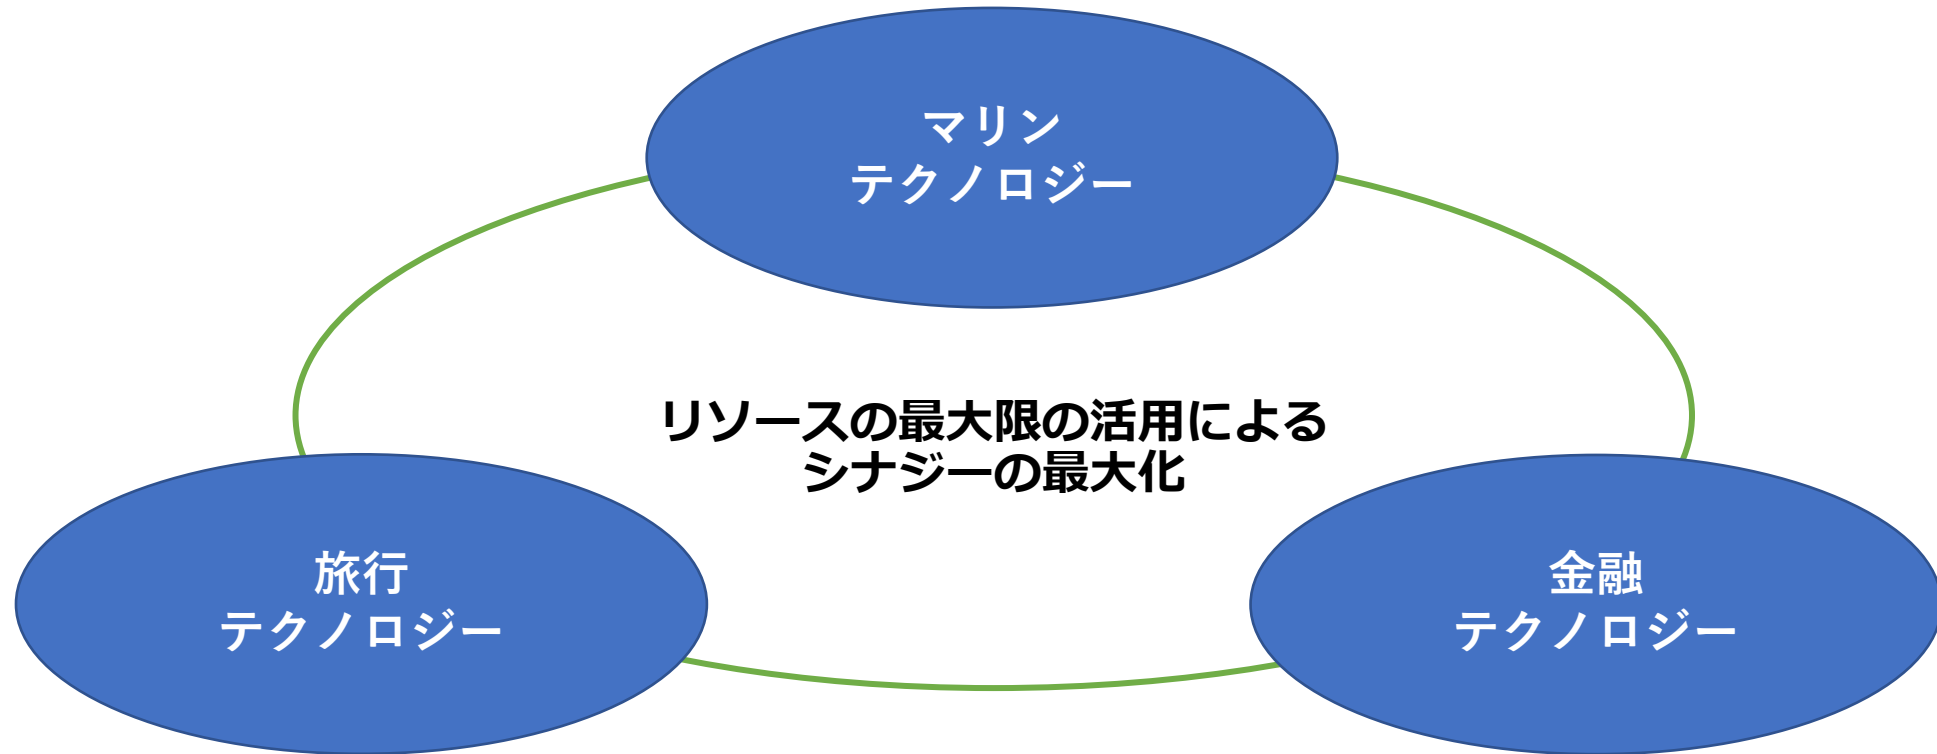 マリン
テクノロジー
リソースの最大限の活用による
シナジーの最大化
旅行
テクノロジー
金融
テクノロジー